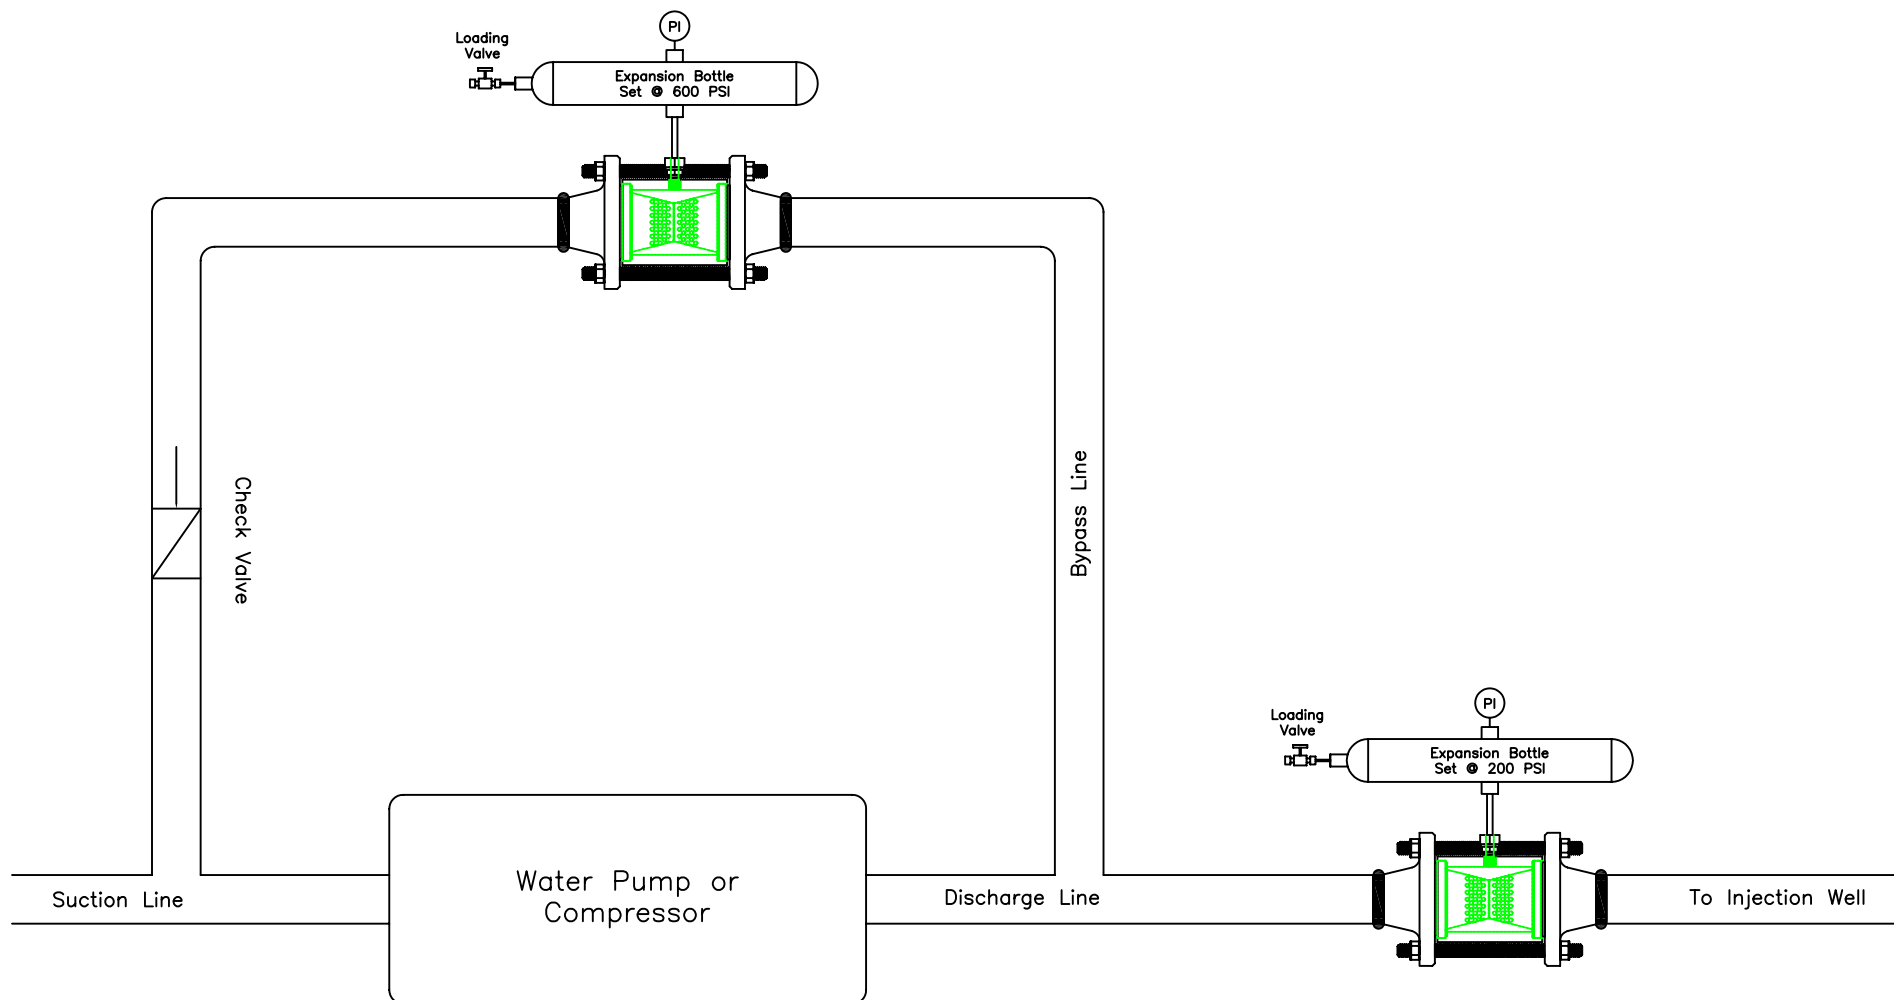 PI
Loading
Valve
Expansion Bottle
Set @ 600 PSI
Check Valve
Bypass Line
PI
Loading
Valve
Expansion Bottle
Set @ 200 PSI
Water Pump or
Compressor
Suction Line
Discharge Line
To Injection Well